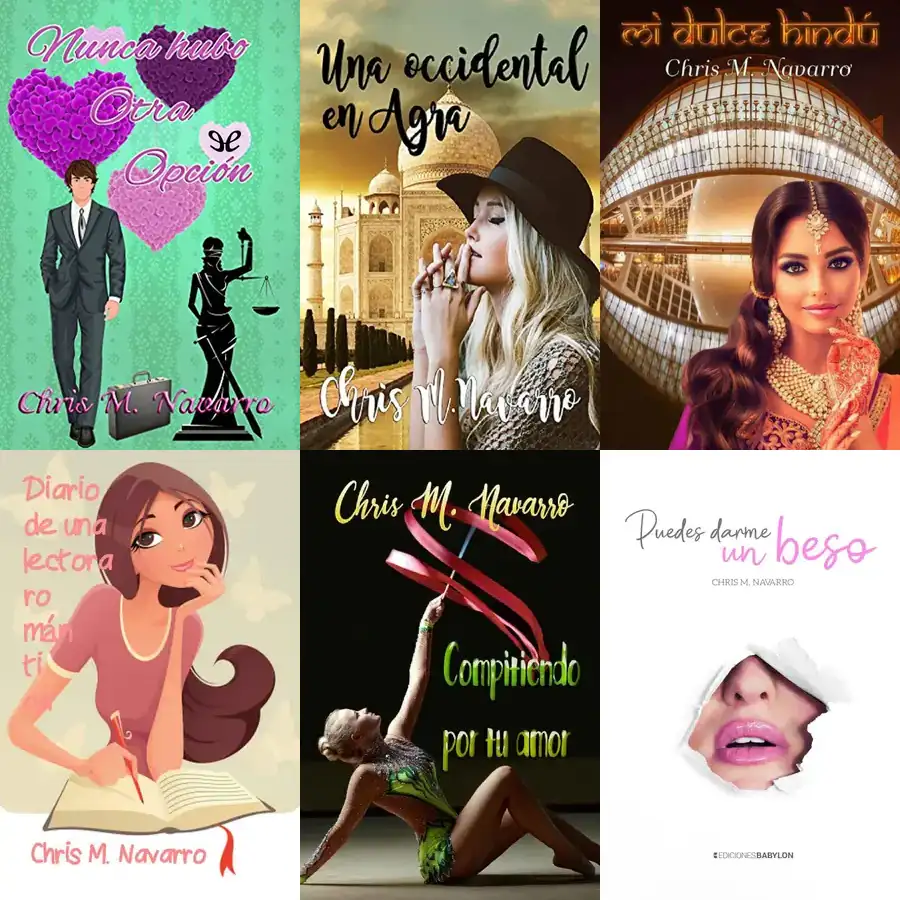 Nunca hubo
Otra
Opción
Chris M. Navarro
Una occidental
en Agra
Chris M. Navarro
mi dulce hindú
Chris M. Navarro
Diario
de una
lectora
ro
mán
ti
Chris M. Navarro
Chris M. Navarro
Compitiendo
por tu amor
Puedes darme
un beso
CHRIS M. NAVARRO
EDICIONESBABYLON